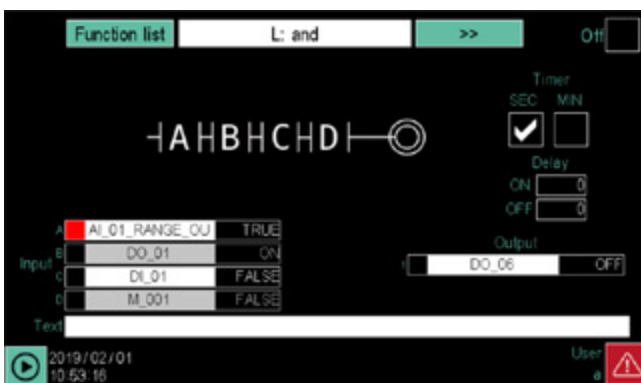 Function list L: and >> Off
Timer
SEC MIN
A B C D
Delay
ON 0
OFF 0
A AI_01_RANGE_OU TRUE
Output
B DO_01 ON
Input
1 DO_06 OFF
C DI_01 FALSE
D M_001 FALSE
Text
2019/02/01 User
10:53:16 a